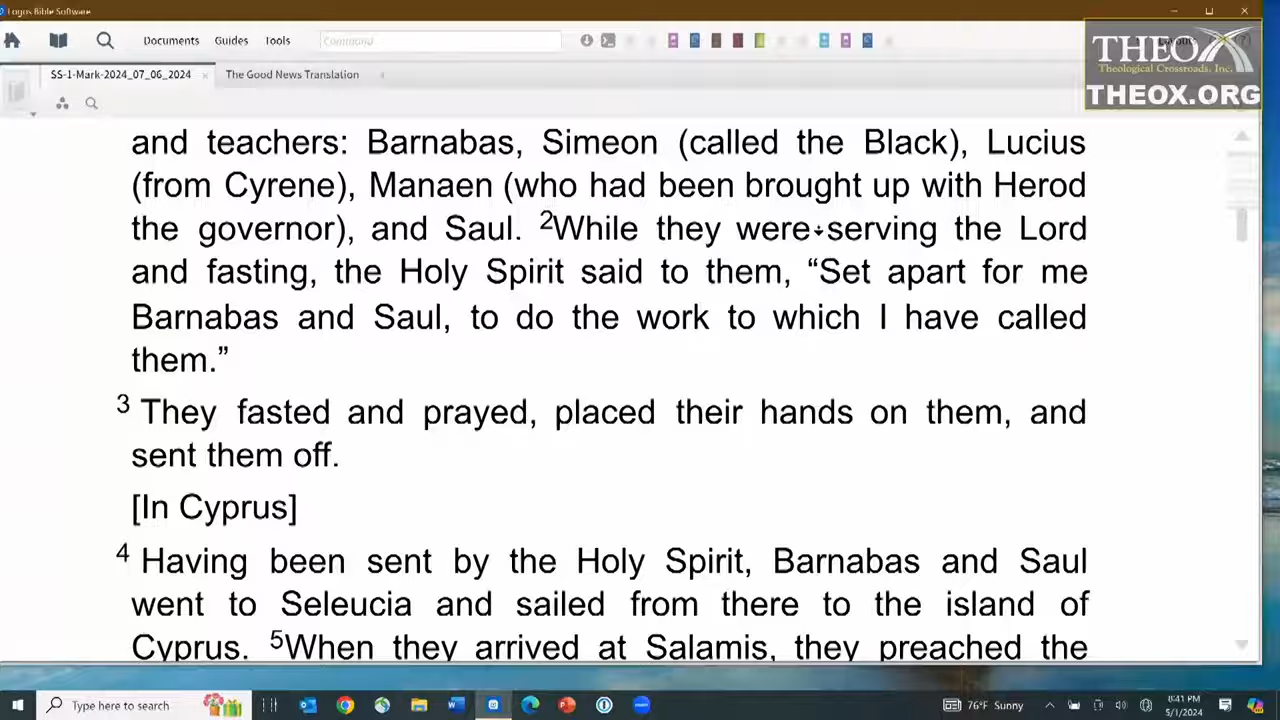 Logos Bible Software
Documents Guides Tools Command
THEOX
Theological Crossroads, Inc.
THEOX.ORG
SS-1-Mark-2024_07_06_2024 The Good News Translation
and teachers: Barnabas, Simeon (called the Black), Lucius
(from Cyrene), Manaen (who had been brought up with Herod
the governor), and Saul. 2While they were serving the Lord
and fasting, the Holy Spirit said to them, “Set apart for me
Barnabas and Saul, to do the work to which I have called
them.”
3 They fasted and prayed, placed their hands on them, and
sent them off.
[In Cyprus]
4 Having been sent by the Holy Spirit, Barnabas and Saul
went to Seleucia and sailed from there to the island of
Cyprus. 5When they arrived at Salamis, they preached the
Type here to search
76°F Sunny
8:41 PM
5/1/2024